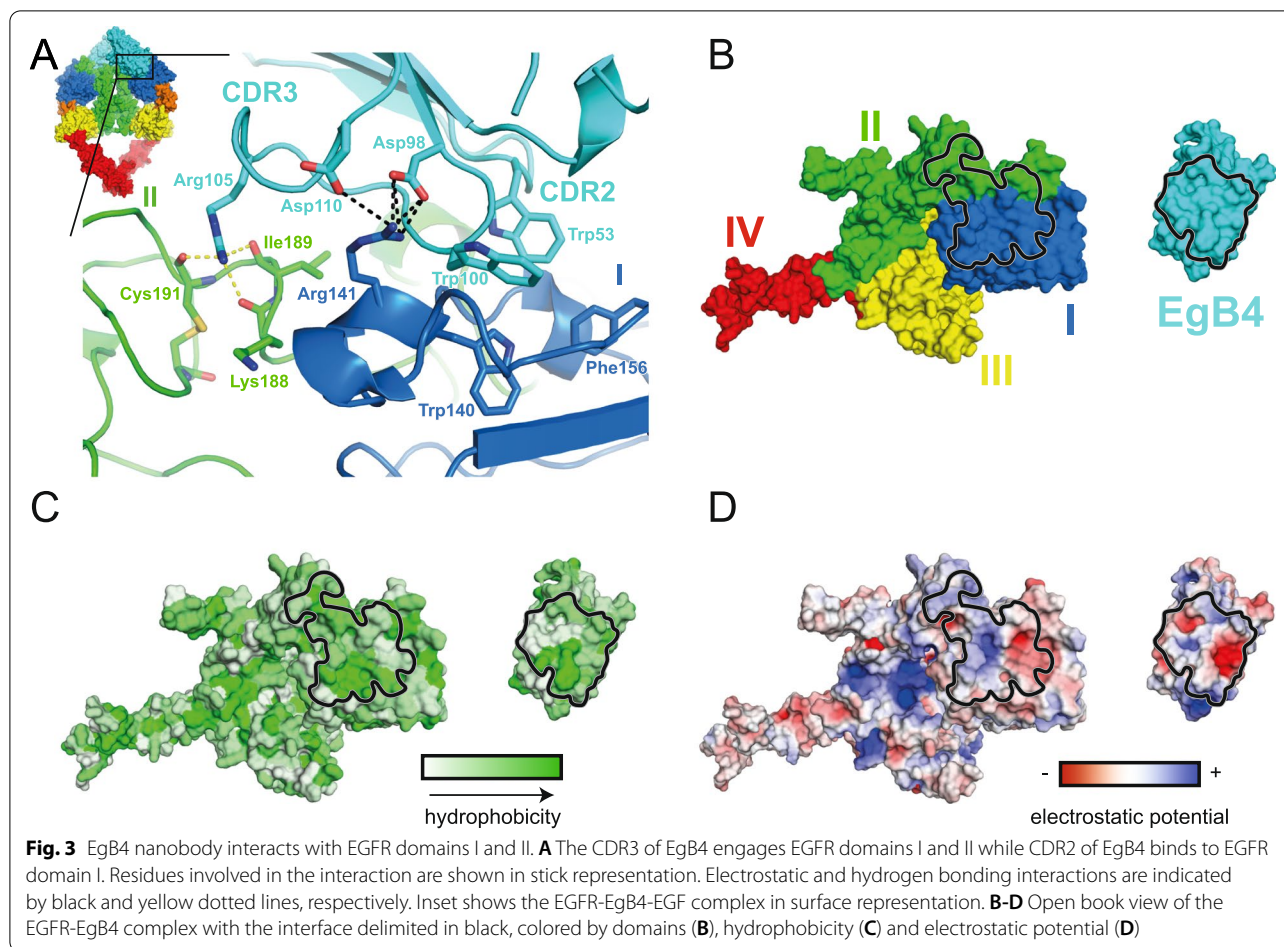 A
CDR3
Asp98
Arg105
CDR2
II
Asp110
Ile189
Trp53
Cys191
Arg141
Trp100
I
Lys188
Phe156
Trp140
B
II
IV
EgB4
I
III
C
hydrophobicity
D
- +
electrostatic potential
Fig. 3 EgB4 nanobody interacts with EGFR domains I and II. A The CDR3 of EgB4 engages EGFR domains I and II while CDR2 of EgB4 binds to EGFR
domain I. Residues involved in the interaction are shown in stick representation. Electrostatic and hydrogen bonding interactions are indicated
by black and yellow dotted lines, respectively. Inset shows the EGFR-EgB4-EGF complex in surface representation. B-D Open book view of the
EGFR-EgB4 complex with the interface delimited in black, colored by domains (B), hydrophobicity (C) and electrostatic potential (D)